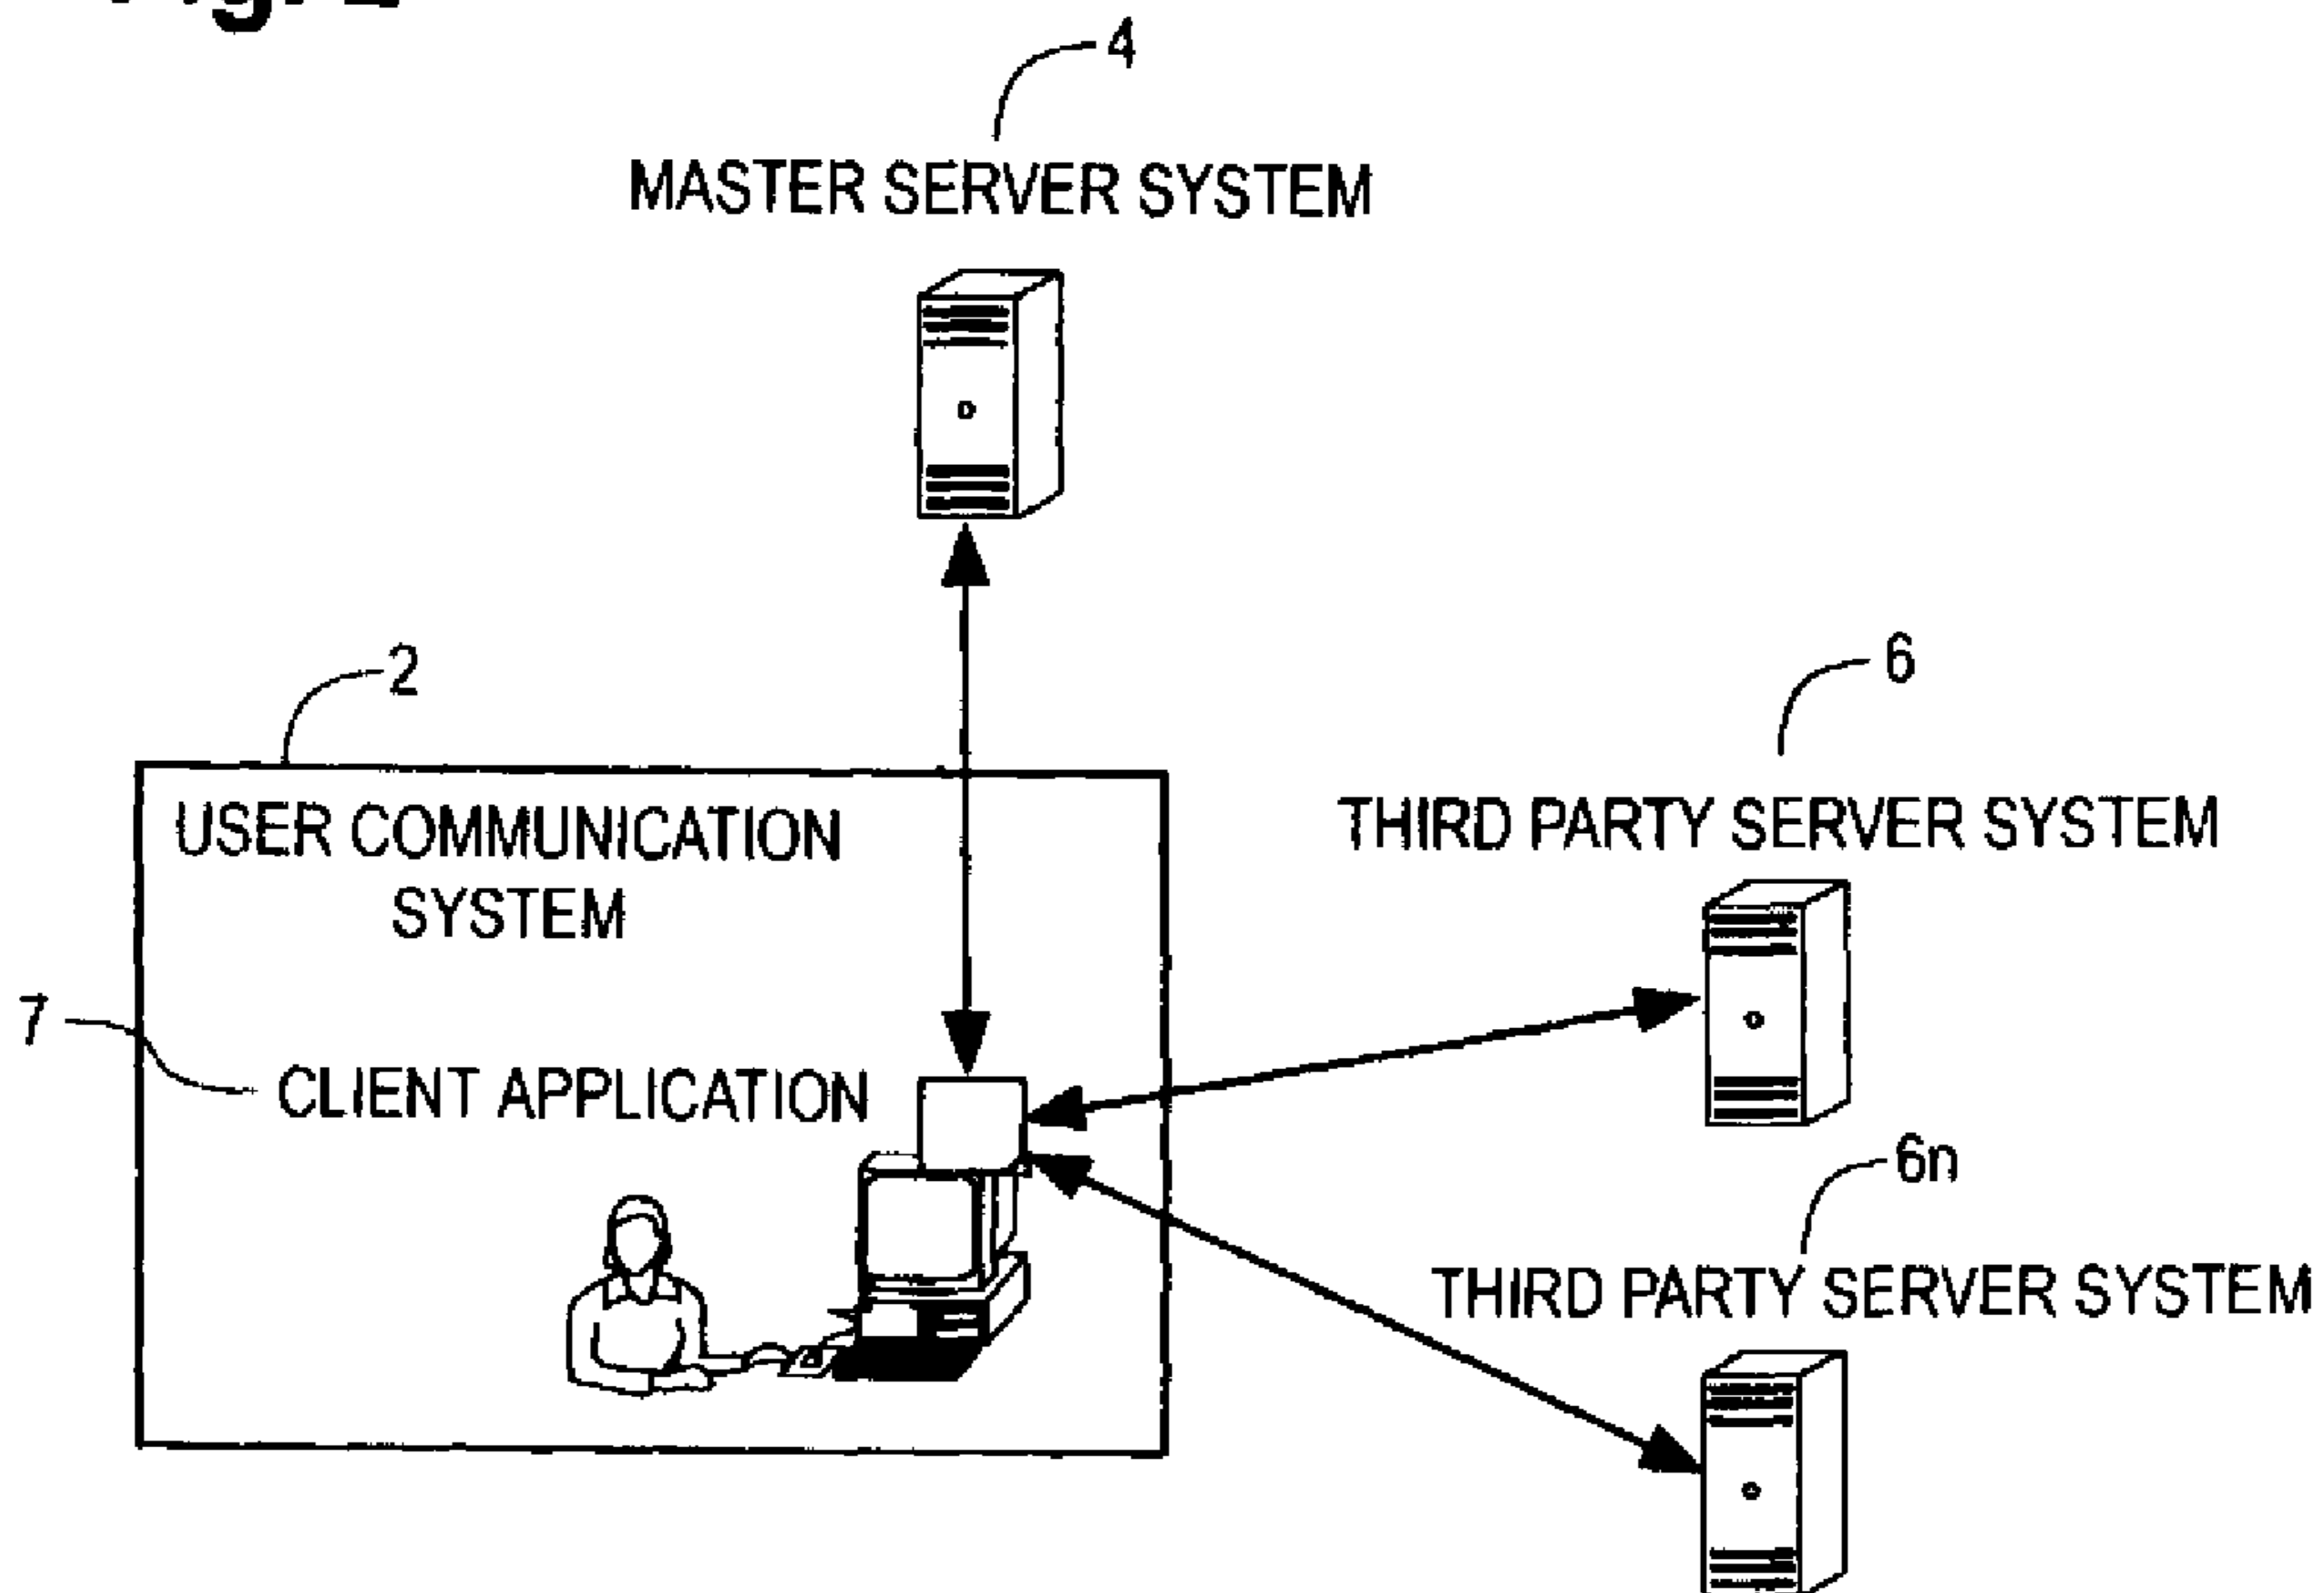 4
MASTER SERVER SYSTEM
2
6
USER COMMUNICATION
SYSTEM
THIRD PARTY SERVER SYSTEM
7
CLIENT APPLICATION
6n
THIRD PARTY SERVER SYSTEM